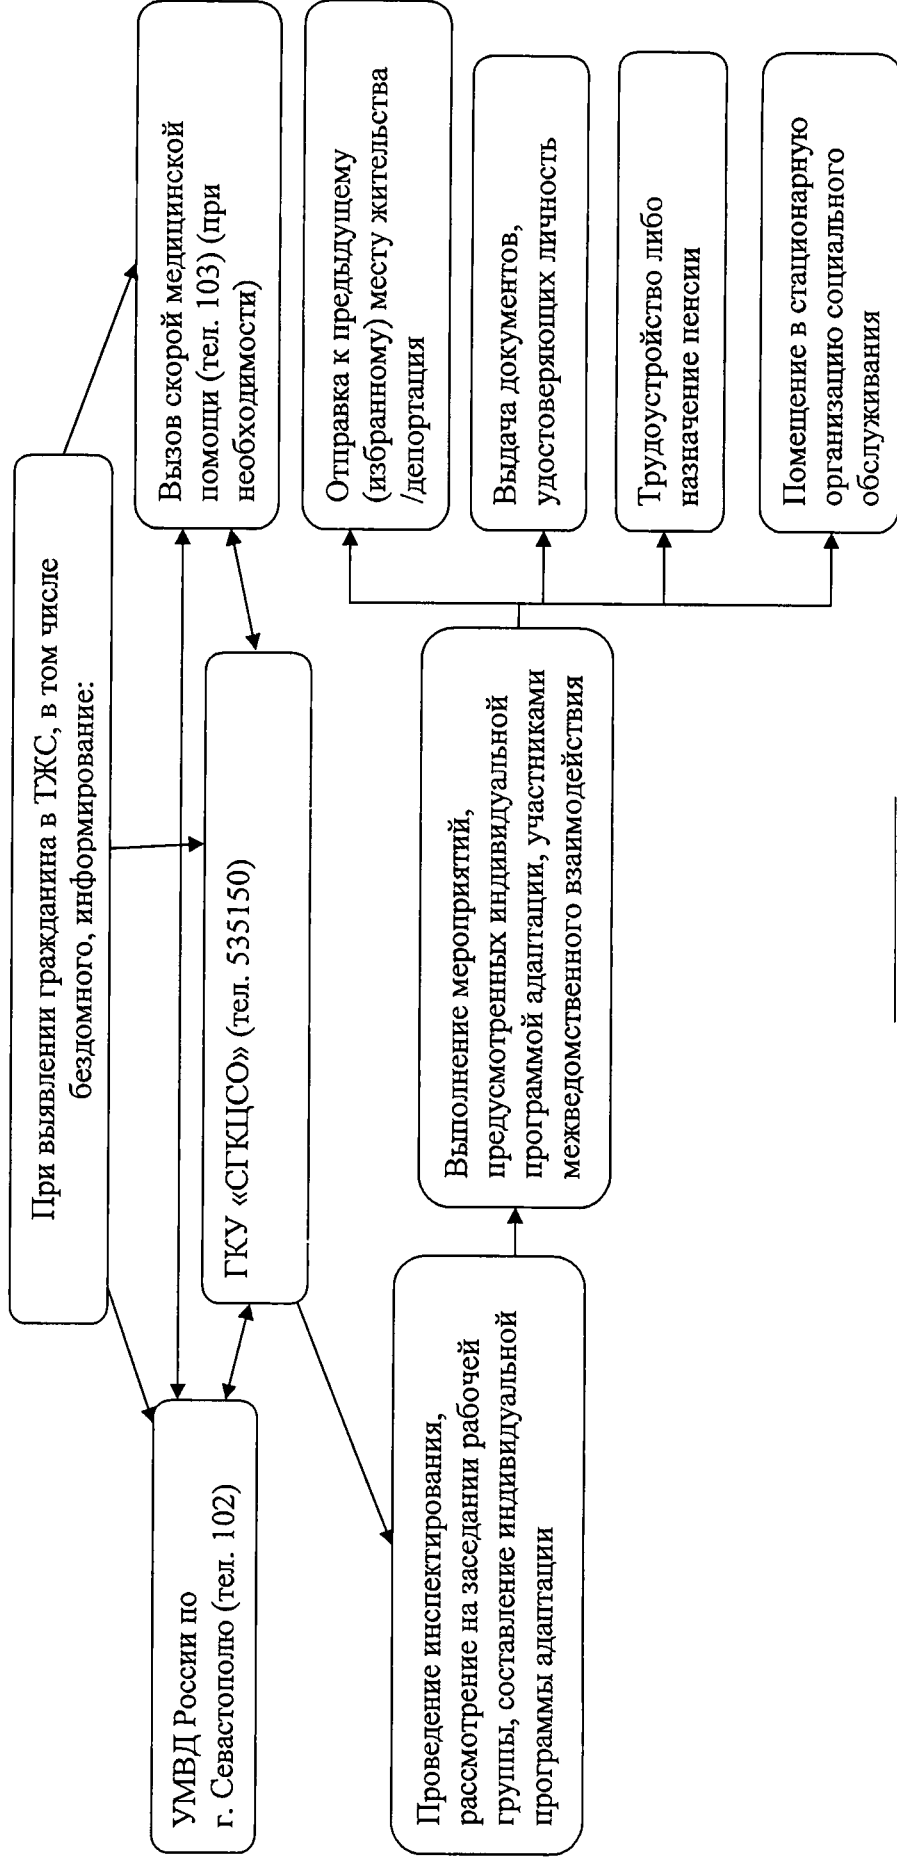 При выявлении гражданина в ТЖС, в том числе
бездомного, информирование:
УМВД России по
г. Севастополю (тел. 102)
ГКУ «СГКЦСО» (тел. 535150)
Вызов скорой медицинской
помощи (тел. 103) (при
необходимости)
Проведение инспектирования,
рассмотрение на заседании рабочей
группы, составление индивидуальной
программы адаптации
Выполнение мероприятий,
предусмотренных индивидуальной
программой адаптации, участниками
межведомственного взаимодействия
Отправка к предыдущему
(избранному) месту жительства
/депортация
Выдача документов,
удостоверяющих личность
Трудоустройство либо
назначение пенсии
Помещение в стационарную
организацию социального
обслуживания